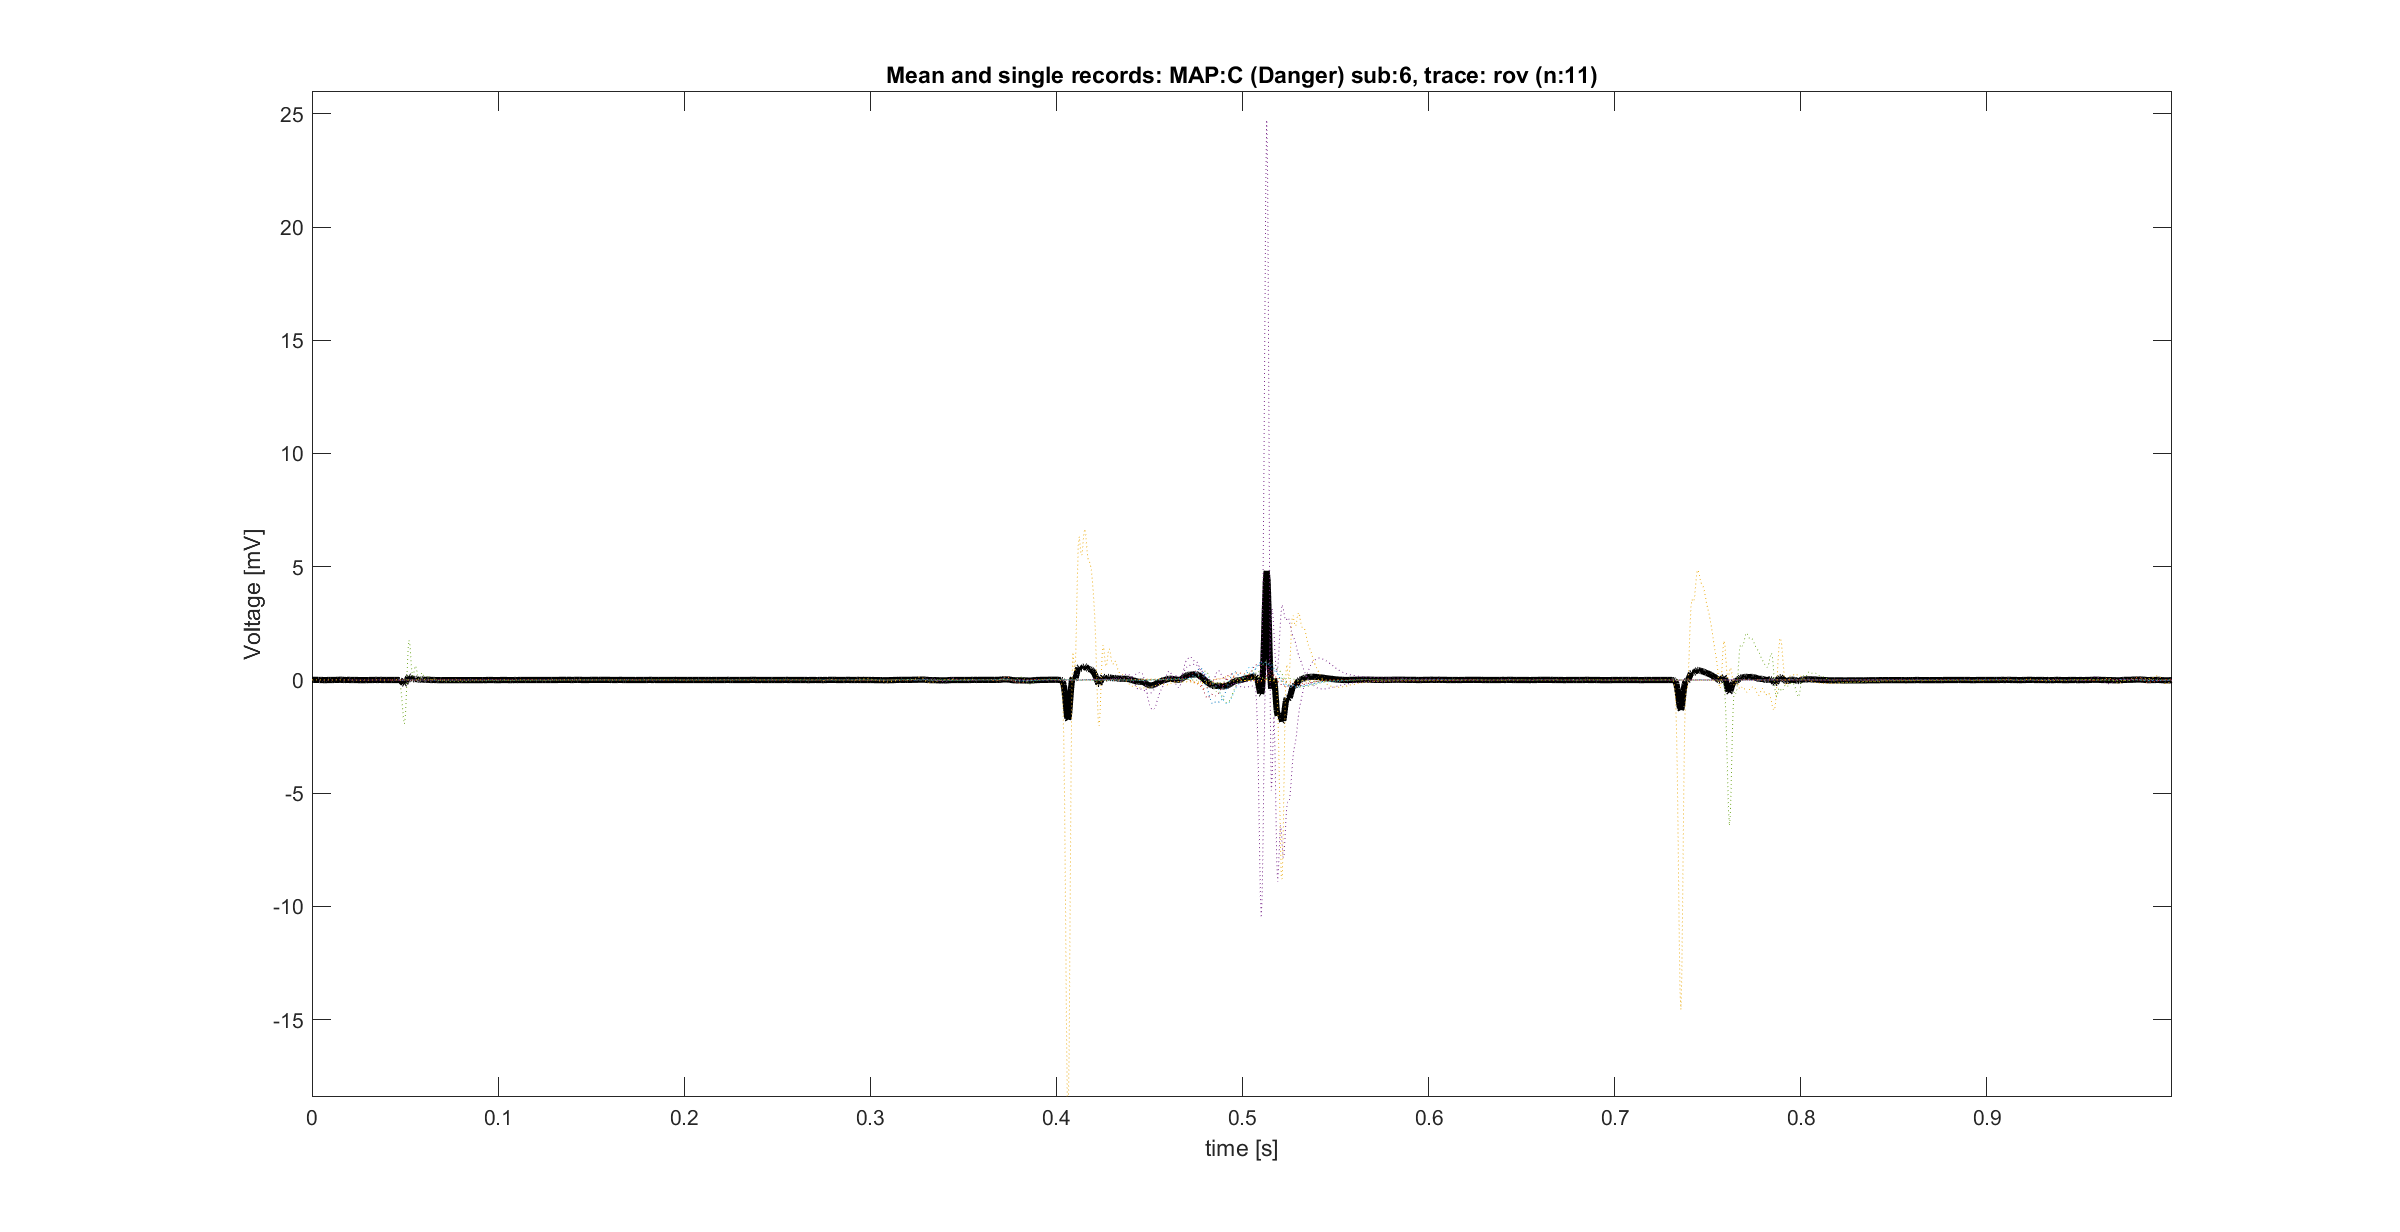 Mean and single records: MAP:C (Danger) sub:6, trace: rov (n:11)
25
20
15
10
5
0
-5
-10
-15
Voltage [mV]
0 0.1 0.2 0.3 0.4 0.5 0.6 0.7 0.8 0.9
time [s]